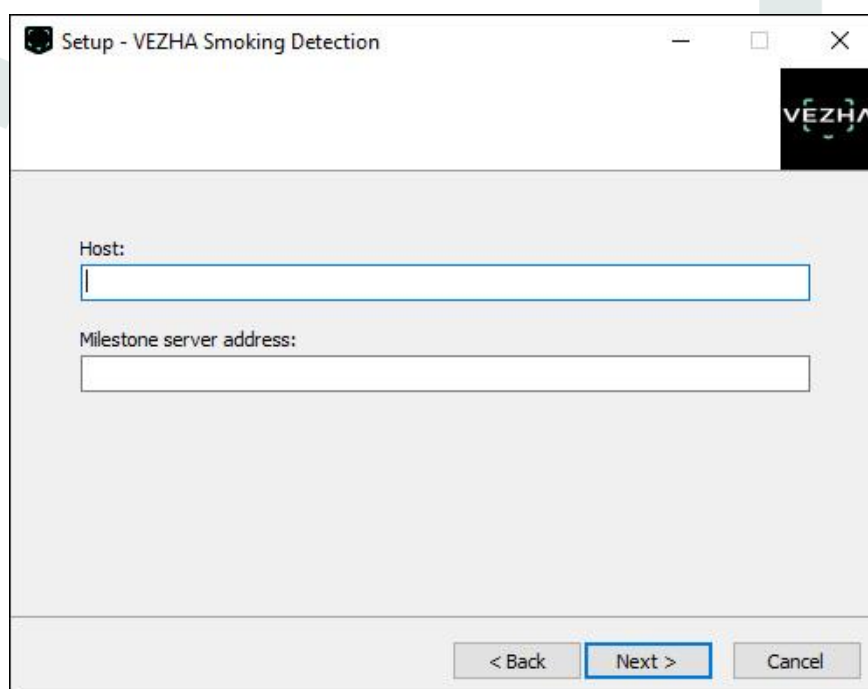 Setup - VEZHA Smoking Detection
VEZHA
Host:
Milestone server address:
< Back
Next >
Cancel